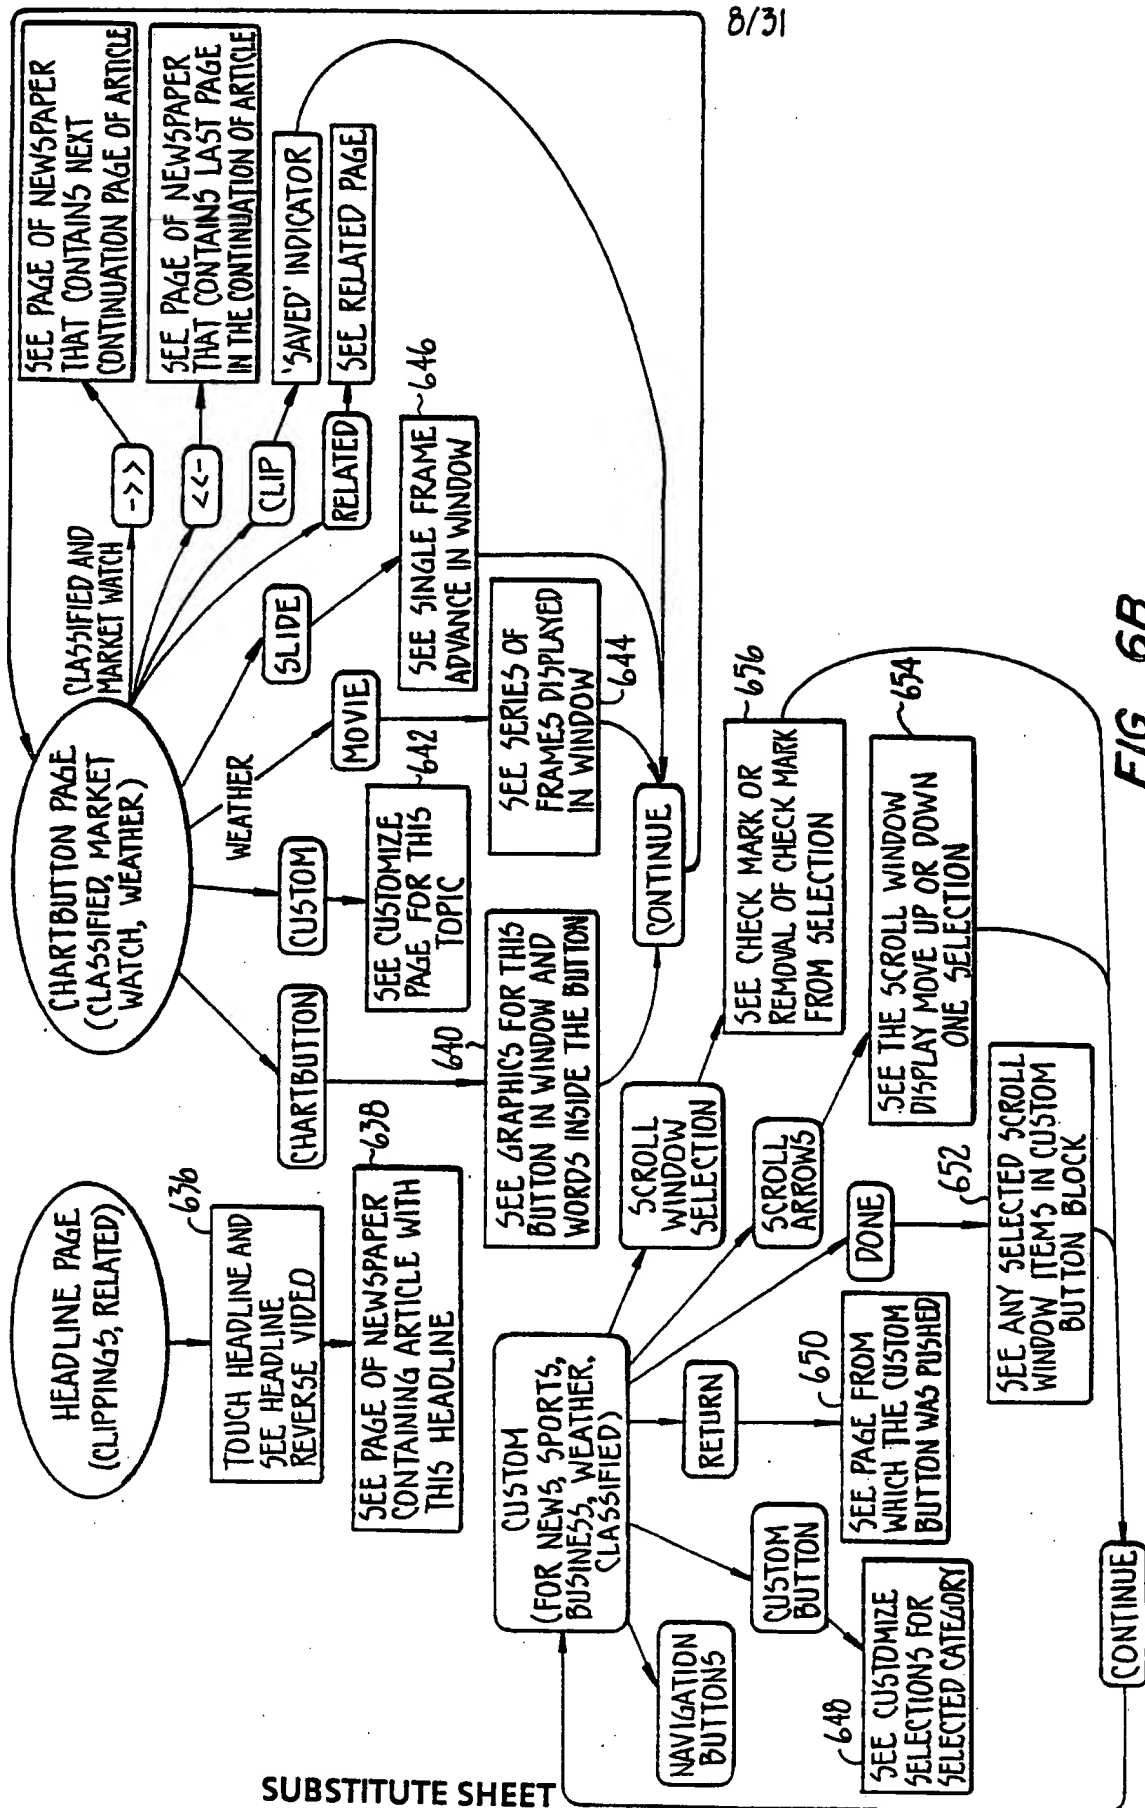 8/31
HEADLINE PAGE
(CLIPPINGS, RELATED)
636
TOUCH HEADLINE AND
SEE HEADLINE
REVERSE VIDEO
638
SEE PAGE OF NEWSPAPER
CONTAINING ARTICLE WITH
THIS HEADLINE
CHARTBUTTON PAGE
(CLASSIFIED, MARKET
WATCH, WEATHER)
CHARTBUTTON
640
SEE GRAPHICS FOR THIS
BUTTON IN WINDOW AND
WORDS INSIDE THE BUTTON
CUSTOM
642
SEE CUSTOMIZE
PAGE FOR THIS
TOPIC
WEATHER
MOVIE
SEE SERIES OF
FRAMES DISPLAYED
IN WINDOW
644
SLIDE
646
SEE SINGLE FRAME
ADVANCE IN WINDOW
CLASSIFIED AND
MARKET WATCH
->>
SEE PAGE OF NEWSPAPER
THAT CONTAINS NEXT
CONTINUATION PAGE OF ARTICLE
<<-
SEE PAGE OF NEWSPAPER
THAT CONTAINS LAST PAGE
IN THE CONTINUATION OF ARTICLE
CLIP
'SAVED' INDICATOR
RELATED
SEE RELATED PAGE
CONTINUE
CUSTOM
(FOR NEWS, SPORTS,
BUSINESS, WEATHER,
CLASSIFIED)
NAVIGATION
BUTTONS
CUSTOM
BUTTON
648
SEE CUSTOMIZE
SELECTIONS FOR
SELECTED CATEGORY
RETURN
650
SEE PAGE FROM
WHICH THE CUSTOM
BUTTON WAS PUSHED
DONE
652
SEE ANY SELECTED SCROLL
WINDOW ITEMS IN CUSTOM
BUTTON BLOCK
SCROLL
ARROWS
654
SEE THE SCROLL WINDOW
DISPLAY MOVE UP OR DOWN
ONE SELECTION
SCROLL
WINDOW
SELECTION
656
SEE CHECK MARK OR
REMOVAL OF CHECK MARK
FROM SELECTION
CONTINUE
FIG. 6B
SUBSTITUTE SHEET